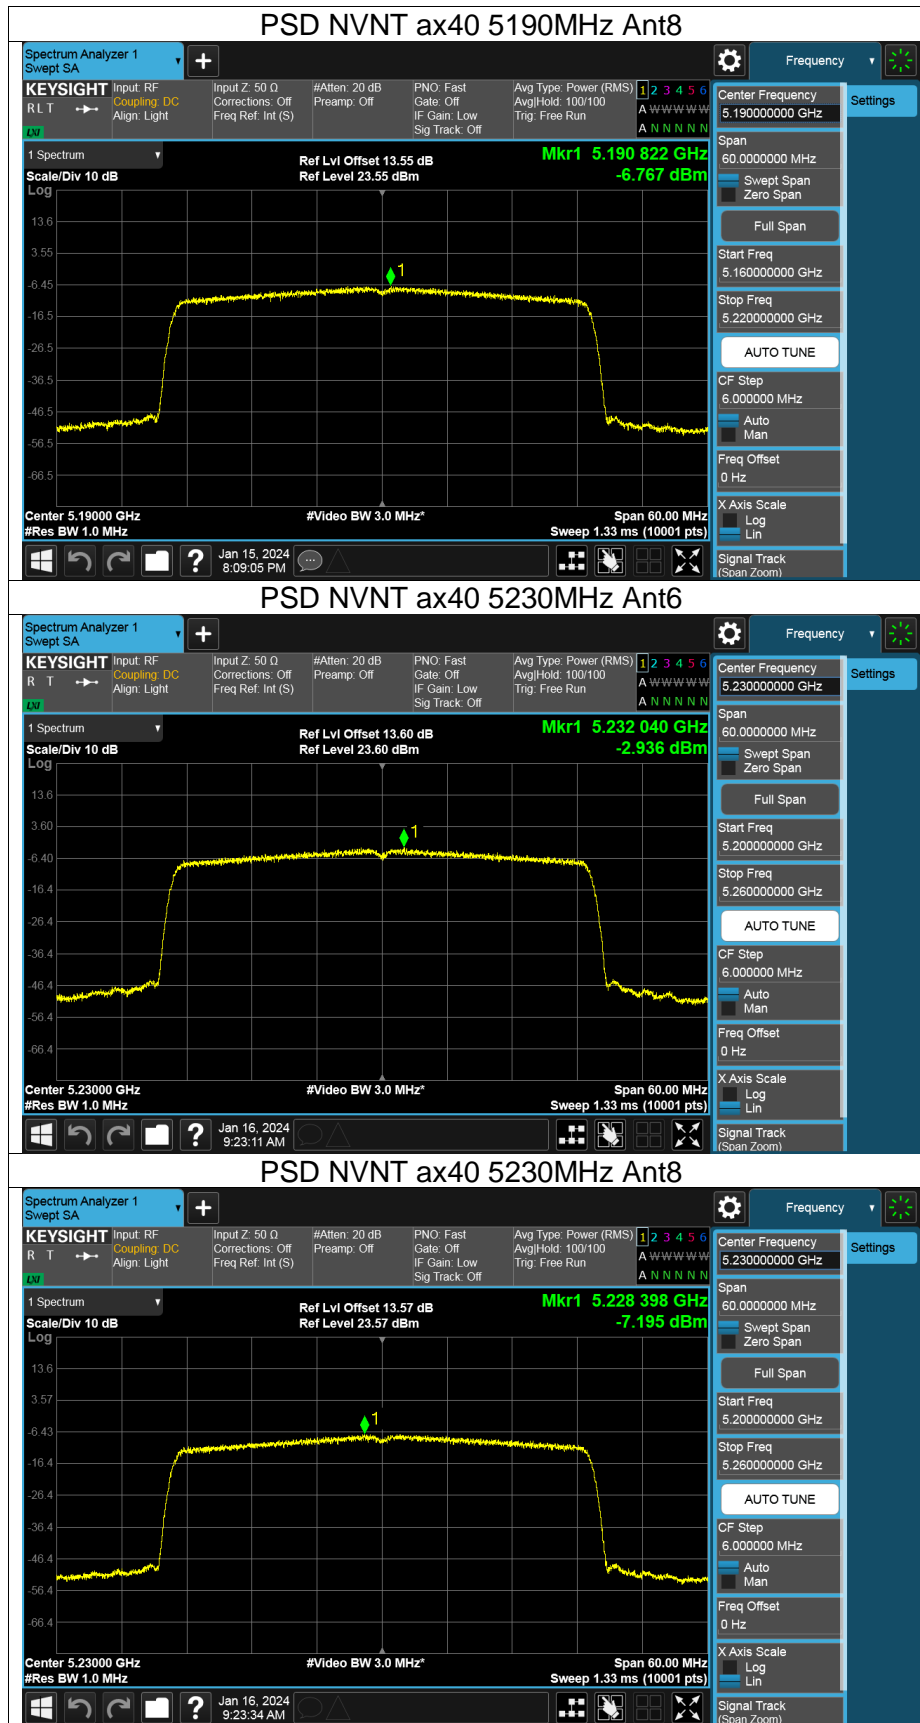 PSD NVNT ax40 5190MHz Ant8
Spectrum Analyzer 1
Swept SA
Frequency
KEYSIGHT
R L T
LXI
Input: RF
Coupling: DC
Align: Light
Input Z: 50 Ω
Corrections: Off
Freq Ref: Int (S)
#Atten: 20 dB
Preamp: Off
PNO: Fast
Gate: Off
IF Gain: Low
Sig Track: Off
Avg Type: Power (RMS)
Avg|Hold: 100/100
Trig: Free Run
1 2 3 4 5 6
A W W W W W
A N N N N N
Center Frequency
5.190000000 GHz
Settings
Span
60.0000000 MHz
Swept Span
Zero Span
Full Span
Start Freq
5.160000000 GHz
Stop Freq
5.220000000 GHz
AUTO TUNE
CF Step
6.000000 MHz
Auto
Man
Freq Offset
0 Hz
X Axis Scale
Log
Lin
Signal Track
(Span Zoom)
1 Spectrum
Scale/Div 10 dB
Log
Ref Lvl Offset 13.55 dB
Ref Level 23.55 dBm
Mkr1 5.190 822 GHz
-6.767 dBm
13.6
3.55
-6.45
-16.5
-26.5
-36.5
-46.5
-56.5
-66.5
1
Center 5.19000 GHz
#Res BW 1.0 MHz
#Video BW 3.0 MHz*
Span 60.00 MHz
Sweep 1.33 ms (10001 pts)
Jan 15, 2024
8:09:05 PM
PSD NVNT ax40 5230MHz Ant6
Spectrum Analyzer 1
Swept SA
Frequency
KEYSIGHT
R T
LXI
Input: RF
Coupling: DC
Align: Light
Input Z: 50 Ω
Corrections: Off
Freq Ref: Int (S)
#Atten: 20 dB
Preamp: Off
PNO: Fast
Gate: Off
IF Gain: Low
Sig Track: Off
Avg Type: Power (RMS)
Avg|Hold: 100/100
Trig: Free Run
1 2 3 4 5 6
A W W W W W
A N N N N N
Center Frequency
5.230000000 GHz
Settings
Span
60.0000000 MHz
Swept Span
Zero Span
Full Span
Start Freq
5.200000000 GHz
Stop Freq
5.260000000 GHz
AUTO TUNE
CF Step
6.000000 MHz
Auto
Man
Freq Offset
0 Hz
X Axis Scale
Log
Lin
Signal Track
(Span Zoom)
1 Spectrum
Scale/Div 10 dB
Log
Ref Lvl Offset 13.60 dB
Ref Level 23.60 dBm
Mkr1 5.232 040 GHz
-2.936 dBm
13.6
3.60
-6.40
-16.4
-26.4
-36.4
-46.4
-56.4
-66.4
1
Center 5.23000 GHz
#Res BW 1.0 MHz
#Video BW 3.0 MHz*
Span 60.00 MHz
Sweep 1.33 ms (10001 pts)
Jan 16, 2024
9:23:11 AM
PSD NVNT ax40 5230MHz Ant8
Spectrum Analyzer 1
Swept SA
Frequency
KEYSIGHT
R T
LXI
Input: RF
Coupling: DC
Align: Light
Input Z: 50 Ω
Corrections: Off
Freq Ref: Int (S)
#Atten: 20 dB
Preamp: Off
PNO: Fast
Gate: Off
IF Gain: Low
Sig Track: Off
Avg Type: Power (RMS)
Avg|Hold: 100/100
Trig: Free Run
1 2 3 4 5 6
A W W W W W
A N N N N N
Center Frequency
5.230000000 GHz
Settings
Span
60.0000000 MHz
Swept Span
Zero Span
Full Span
Start Freq
5.200000000 GHz
Stop Freq
5.260000000 GHz
AUTO TUNE
CF Step
6.000000 MHz
Auto
Man
Freq Offset
0 Hz
X Axis Scale
Log
Lin
Signal Track
(Span Zoom)
1 Spectrum
Scale/Div 10 dB
Log
Ref Lvl Offset 13.57 dB
Ref Level 23.57 dBm
Mkr1 5.228 398 GHz
-7.195 dBm
13.6
3.57
-6.43
-16.4
-26.4
-36.4
-46.4
-56.4
-66.4
1
Center 5.23000 GHz
#Res BW 1.0 MHz
#Video BW 3.0 MHz*
Span 60.00 MHz
Sweep 1.33 ms (10001 pts)
Jan 16, 2024
9:23:34 AM